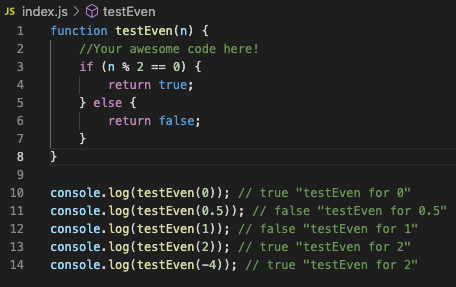 JS index.js > testEven
1 function testEven(n) {
2 //Your awesome code here!
3 if (n % 2 == 0) {
4 return true;
5 } else {
6 return false;
7 }
8 }
9
10 console.log(testEven(0)); // true "testEven for 0"
11 console.log(testEven(0.5)); // false "testEven for 0.5"
12 console.log(testEven(1)); // false "testEven for 1"
13 console.log(testEven(2)); // true "testEven for 2"
14 console.log(testEven(-4)); // true "testEven for 2"